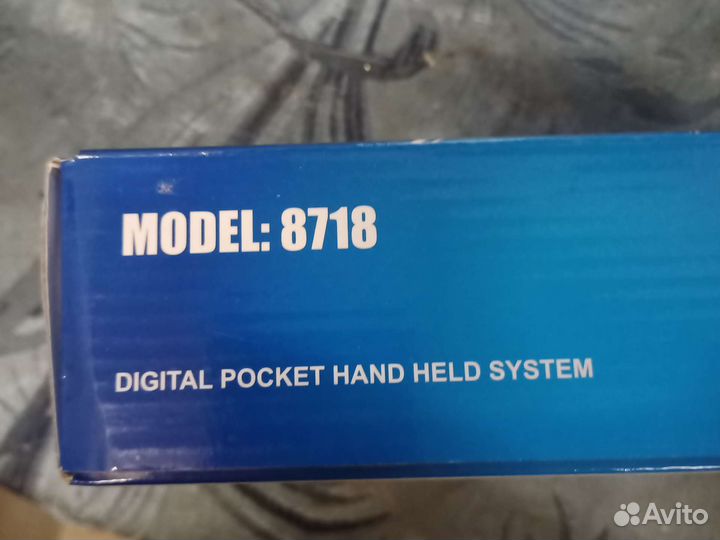 MODEL: 8718
DIGITAL POCKET HAND HELD SYSTEM
Avito